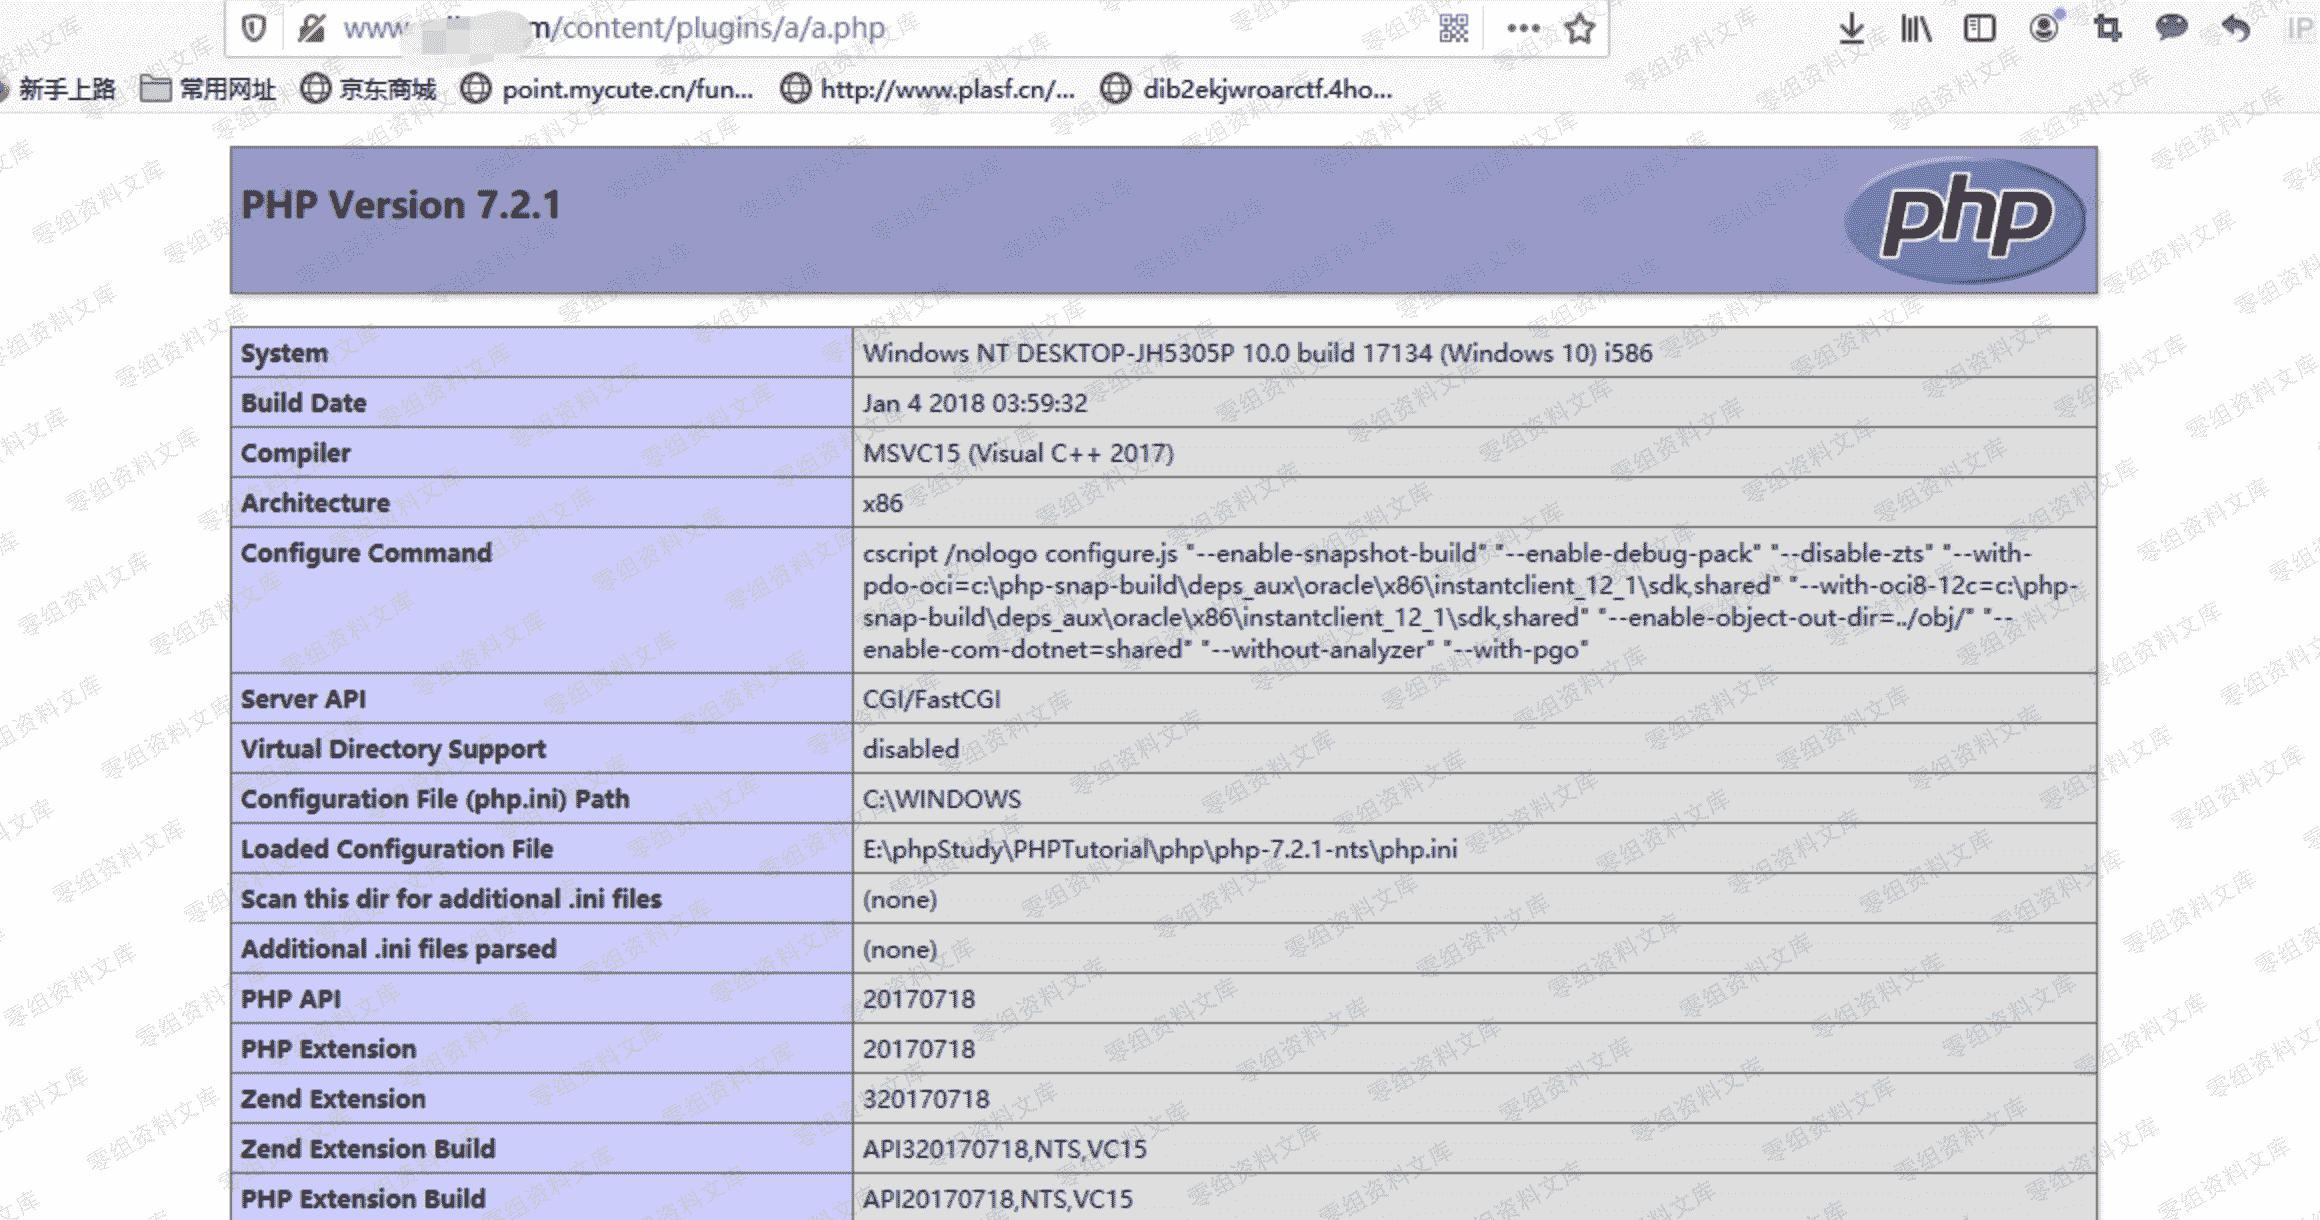 www
m/content/plugins/a/a.php
IP
新手上路 常用网址 京东商城 point.mycute.cn/fun... http://www.plasf.cn/... dib2ekjwroarctf.4ho...
PHP Version 7.2.1
php
System Windows NT DESKTOP-JH5305P 10.0 build 17134 (Windows 10) i586
Build Date Jan 4 2018 03:59:32
Compiler MSVC15 (Visual C++ 2017)
Architecture x86
Configure Command cscript /nologo configure.js "--enable-snapshot-build" "--enable-debug-pack" "--disable-zts" "--with-
pdo-oci=c:\php-snap-build\deps_aux\oracle\x86\instantclient_12_1\sdk,shared" "--with-oci8-12c=c:\php-
snap-build\deps_aux\oracle\x86\instantclient_12_1\sdk,shared" "--enable-object-out-dir=../obj/" "--
enable-com-dotnet=shared" "--without-analyzer" "--with-pgo"
Server API CGI/FastCGI
Virtual Directory Support disabled
Configuration File (php.ini) Path C:\WINDOWS
Loaded Configuration File E:\phpStudy\PHPTutorial\php\php-7.2.1-nts\php.ini
Scan this dir for additional .ini files (none)
Additional .ini files parsed (none)
PHP API 20170718
PHP Extension 20170718
Zend Extension 320170718
Zend Extension Build API320170718,NTS,VC15
PHP Extension Build API20170718,NTS,VC15
零组资料文库